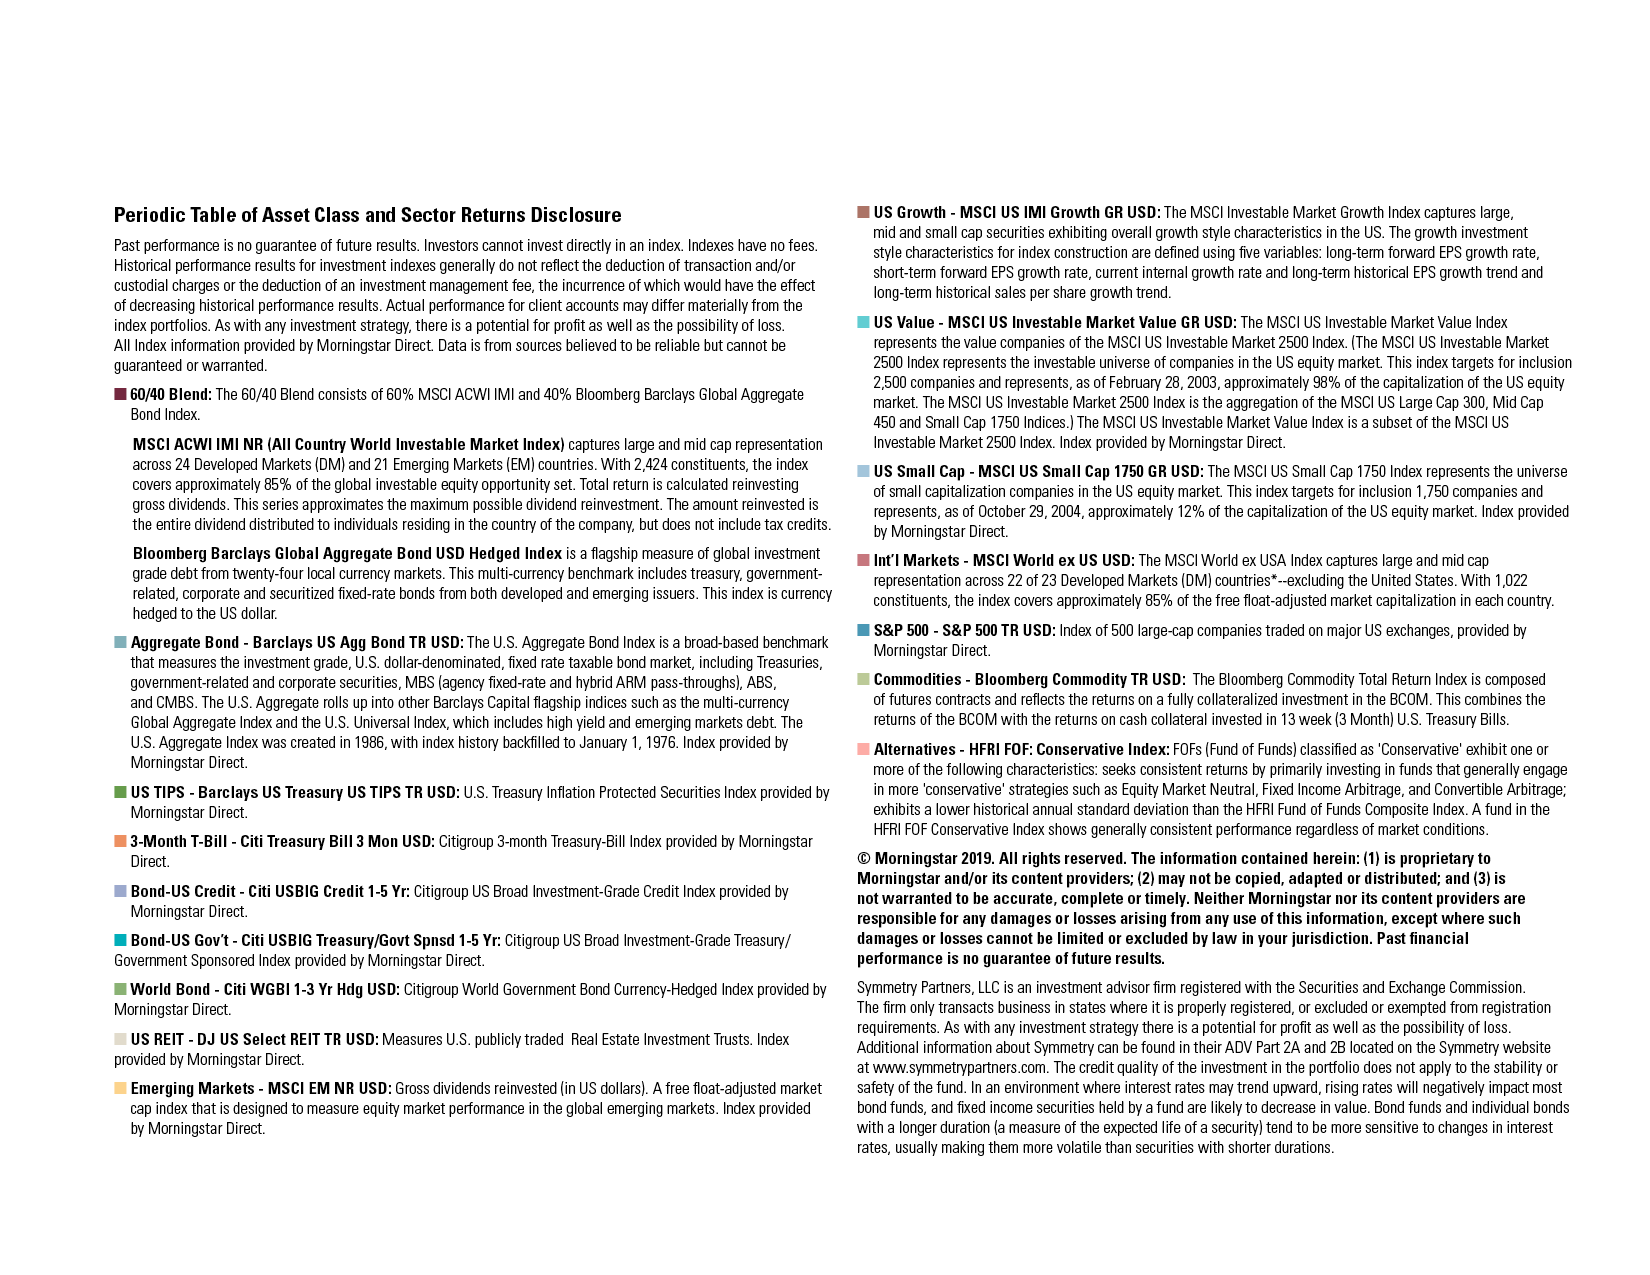 Periodic Table of Asset Class and Sector Returns Disclosure
Past performance is no guarantee of future results. Investors cannot invest directly in an index. Indexes have no fees.
Historical performance results for investment indexes generally do not reflect the deduction of transaction and/or
custodial charges or the deduction of an investment management fee, the incurrence of which would have the effect
of decreasing historical performance results. Actual performance for client accounts may differ materially from the
index portfolios. As with any investment strategy, there is a potential for profit as well as the possibility of loss.
All Index information provided by Morningstar Direct. Data is from sources believed to be reliable but cannot be
guaranteed or warranted.
60/40 Blend: The 60/40 Blend consists of 60% MSCI ACWI IMI and 40% Bloomberg Barclays Global Aggregate
Bond Index.
MSCI ACWI IMI NR (All Country World Investable Market Index) captures large and mid cap representation
across 24 Developed Markets (DM) and 21 Emerging Markets (EM) countries. With 2,424 constituents, the index
covers approximately 85% of the global investable equity opportunity set. Total return is calculated reinvesting
gross dividends. This series approximates the maximum possible dividend reinvestment. The amount reinvested is
the entire dividend distributed to individuals residing in the country of the company, but does not include tax credits.
Bloomberg Barclays Global Aggregate Bond USD Hedged Index is a flagship measure of global investment
grade debt from twenty-four local currency markets. This multi-currency benchmark includes treasury, government-
related, corporate and securitized fixed-rate bonds from both developed and emerging issuers. This index is currency
hedged to the US dollar.
Aggregate Bond - Barclays US Agg Bond TR USD: The U.S. Aggregate Bond Index is a broad-based benchmark
that measures the investment grade, U.S. dollar-denominated, fixed rate taxable bond market, including Treasuries,
government-related and corporate securities, MBS (agency fixed-rate and hybrid ARM pass-throughs), ABS,
and CMBS. The U.S. Aggregate rolls up into other Barclays Capital flagship indices such as the multi-currency
Global Aggregate Index and the U.S. Universal Index, which includes high yield and emerging markets debt. The
U.S. Aggregate Index was created in 1986, with index history backfilled to January 1, 1976. Index provided by
Morningstar Direct.
US TIPS - Barclays US Treasury US TIPS TR USD: U.S. Treasury Inflation Protected Securities Index provided by
Morningstar Direct.
3-Month T-Bill - Citi Treasury Bill 3 Mon USD: Citigroup 3-month Treasury-Bill Index provided by Morningstar
Direct.
Bond-US Credit - Citi USBIG Credit 1-5 Yr: Citigroup US Broad Investment-Grade Credit Index provided by
Morningstar Direct.
Bond-US Gov't - Citi USBIG Treasury/Govt Spnsd 1-5 Yr: Citigroup US Broad Investment-Grade Treasury/
Government Sponsored Index provided by Morningstar Direct.
World Bond - Citi WGBI 1-3 Yr Hdg USD: Citigroup World Government Bond Currency-Hedged Index provided by
Morningstar Direct.
US REIT - DJ US Select REIT TR USD: Measures U.S. publicly traded  Real Estate Investment Trusts. Index
provided by Morningstar Direct.
Emerging Markets - MSCI EM NR USD: Gross dividends reinvested (in US dollars). A free float-adjusted market
cap index that is designed to measure equity market performance in the global emerging markets. Index provided
by Morningstar Direct.
US Growth - MSCI US IMI Growth GR USD: The MSCI Investable Market Growth Index captures large,
mid and small cap securities exhibiting overall growth style characteristics in the US. The growth investment
style characteristics for index construction are defined using five variables: long-term forward EPS growth rate,
short-term forward EPS growth rate, current internal growth rate and long-term historical EPS growth trend and
long-term historical sales per share growth trend.
US Value - MSCI US Investable Market Value GR USD: The MSCI US Investable Market Value Index
represents the value companies of the MSCI US Investable Market 2500 Index. (The MSCI US Investable Market
2500 Index represents the investable universe of companies in the US equity market. This index targets for inclusion
2,500 companies and represents, as of February 28, 2003, approximately 98% of the capitalization of the US equity
market. The MSCI US Investable Market 2500 Index is the aggregation of the MSCI US Large Cap 300, Mid Cap
450 and Small Cap 1750 Indices.) The MSCI US Investable Market Value Index is a subset of the MSCI US
Investable Market 2500 Index. Index provided by Morningstar Direct.
US Small Cap - MSCI US Small Cap 1750 GR USD: The MSCI US Small Cap 1750 Index represents the universe
of small capitalization companies in the US equity market. This index targets for inclusion 1,750 companies and
represents, as of October 29, 2004, approximately 12% of the capitalization of the US equity market. Index provided
by Morningstar Direct.
Int'l Markets - MSCI World ex US USD: The MSCI World ex USA Index captures large and mid cap
representation across 22 of 23 Developed Markets (DM) countries*--excluding the United States. With 1,022
constituents, the index covers approximately 85% of the free float-adjusted market capitalization in each country.
S&P 500 - S&P 500 TR USD: Index of 500 large-cap companies traded on major US exchanges, provided by
Morningstar Direct.
Commodities - Bloomberg Commodity TR USD:  The Bloomberg Commodity Total Return Index is composed
of futures contracts and reflects the returns on a fully collateralized investment in the BCOM. This combines the
returns of the BCOM with the returns on cash collateral invested in 13 week (3 Month) U.S. Treasury Bills.
Alternatives - HFRI FOF: Conservative Index: FOFs (Fund of Funds) classified as 'Conservative' exhibit one or
more of the following characteristics: seeks consistent returns by primarily investing in funds that generally engage
in more 'conservative' strategies such as Equity Market Neutral, Fixed Income Arbitrage, and Convertible Arbitrage;
exhibits a lower historical annual standard deviation than the HFRI Fund of Funds Composite Index. A fund in the
HFRI FOF Conservative Index shows generally consistent performance regardless of market conditions.
© Morningstar 2019. All rights reserved. The information contained herein: (1) is proprietary to
Morningstar and/or its content providers; (2) may not be copied, adapted or distributed; and (3) is
not warranted to be accurate, complete or timely. Neither Morningstar nor its content providers are
responsible for any damages or losses arising from any use of this information, except where such
damages or losses cannot be limited or excluded by law in your jurisdiction. Past financial
performance is no guarantee of future results.
Symmetry Partners, LLC is an investment advisor firm registered with the Securities and Exchange Commission.
The firm only transacts business in states where it is properly registered, or excluded or exempted from registration
requirements. As with any investment strategy there is a potential for profit as well as the possibility of loss.
Additional information about Symmetry can be found in their ADV Part 2A and 2B located on the Symmetry website
at www.symmetrypartners.com. The credit quality of the investment in the portfolio does not apply to the stability or
safety of the fund. In an environment where interest rates may trend upward, rising rates will negatively impact most
bond funds, and fixed income securities held by a fund are likely to decrease in value. Bond funds and individual bonds
with a longer duration (a measure of the expected life of a security) tend to be more sensitive to changes in interest
rates, usually making them more volatile than securities with shorter durations.